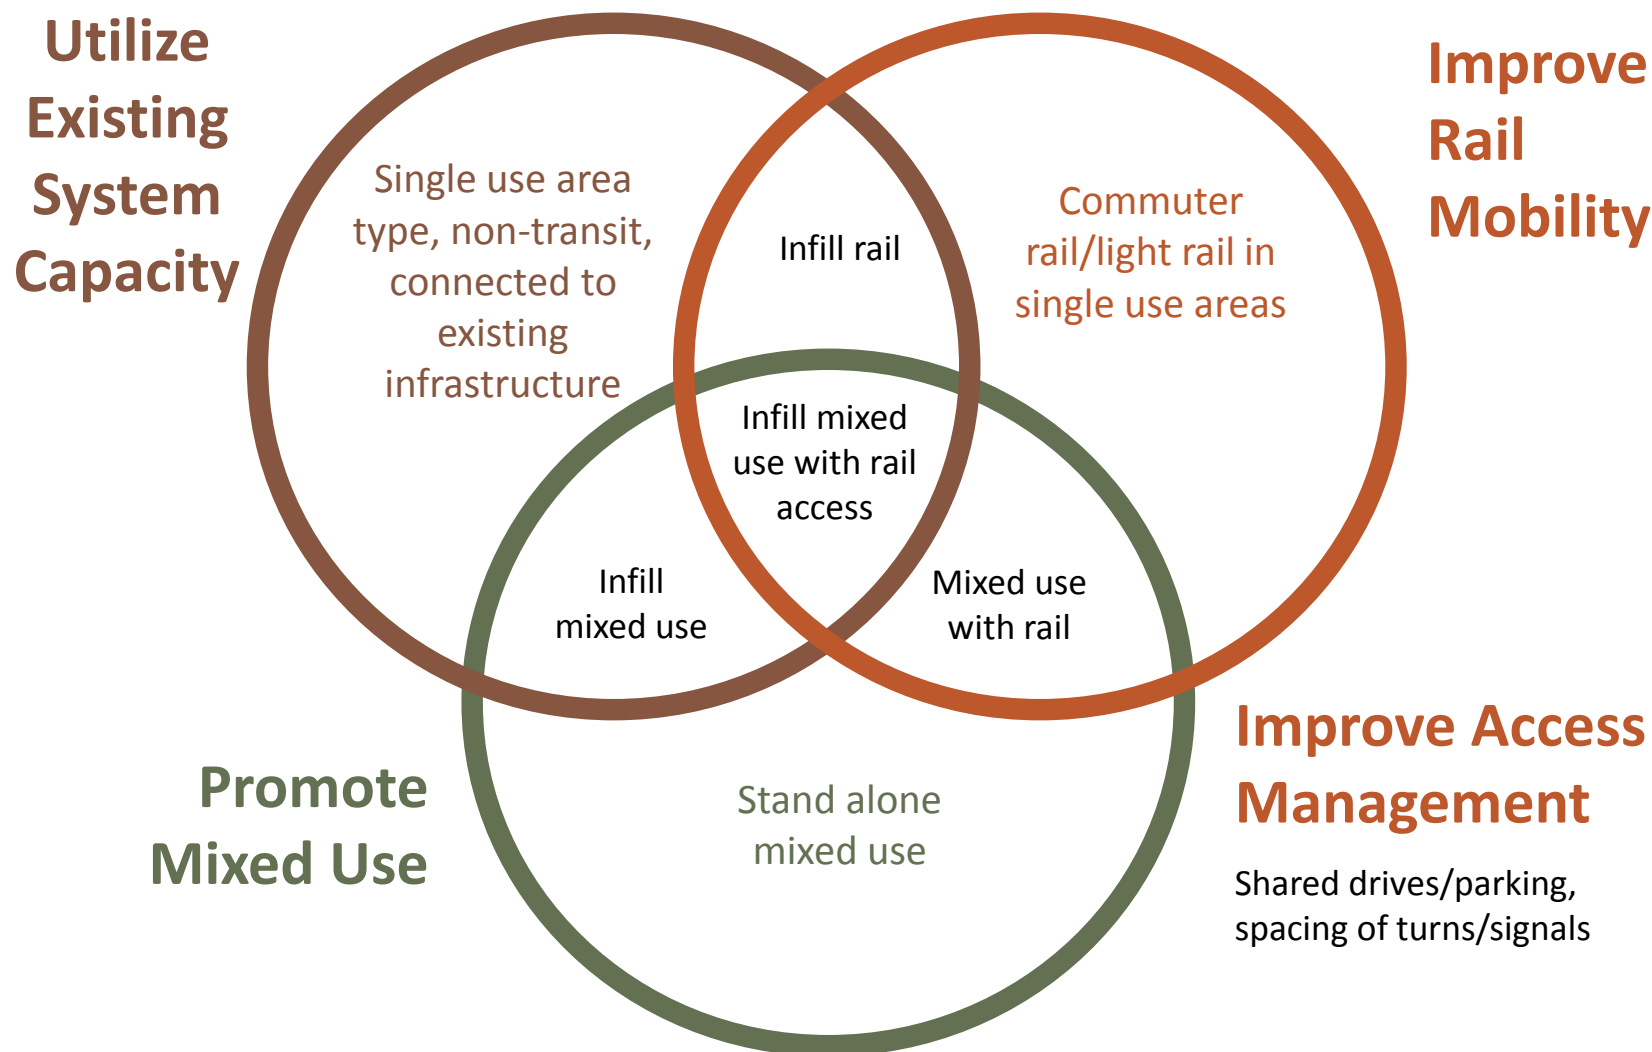 Utilize
Existing
System
Capacity
Improve
Rail
Mobility
Single use area
type, non-transit,
connected to
existing
infrastructure
Infill rail
Commuter
rail/light rail in
single use areas
Infill mixed
use with rail
access
Infill
mixed use
Mixed use
with rail
Promote
Mixed Use
Stand alone
mixed use
Improve Access
Management
Shared drives/parking,
spacing of turns/signals